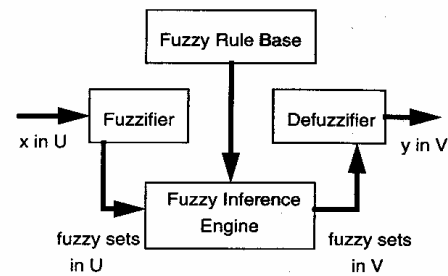 Fuzzy Rule Base
Fuzzifier
Defuzzifier
x in U
y in V
Fuzzy Inference
Engine
fuzzy sets
in U
fuzzy sets
in V